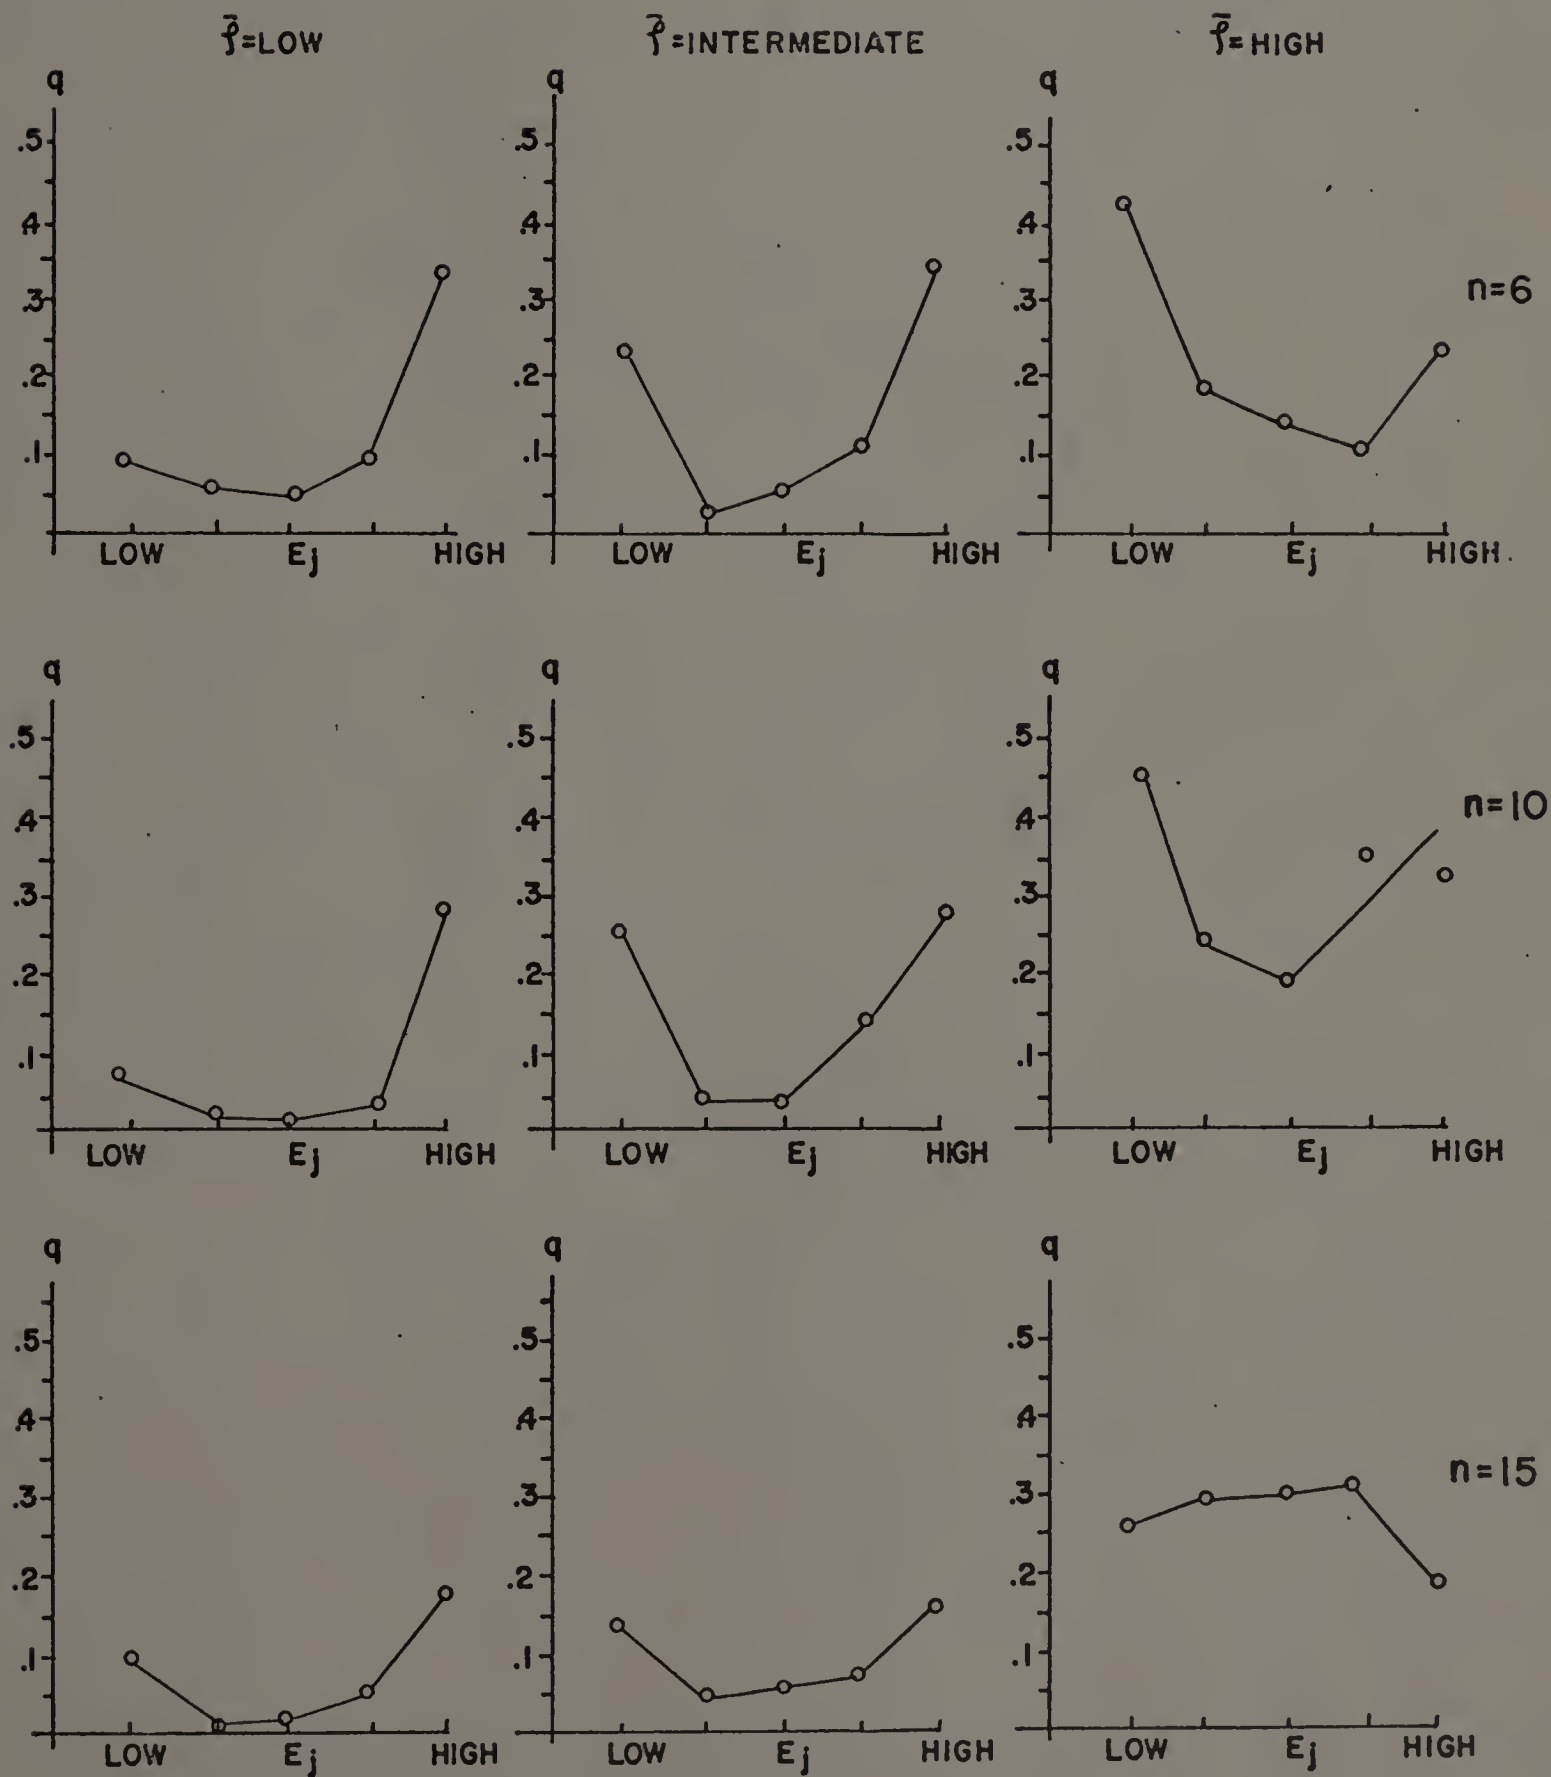 ρ̄=LOW
ρ̄=INTERMEDIATE
ρ̄=HIGH
q
.5
.4
.3
.2
.1
LOW Ej HIGH
q
.5
.4
.3
.2
.1
LOW Ej HIGH
q
.5
.4
.3
.2
.1
LOW Ej HIGH
n=6
q
.5
.4
.3
.2
.1
LOW Ej HIGH
q
.5
.4
.3
.2
.1
LOW Ej HIGH
q
.5
.4
.3
.2
.1
LOW Ej HIGH
n=10
q
.5
.4
.3
.2
.1
LOW Ej HIGH
q
.5
.4
.3
.2
.1
LOW Ej HIGH
q
.5
.4
.3
.2
.1
LOW Ej HIGH
n=15